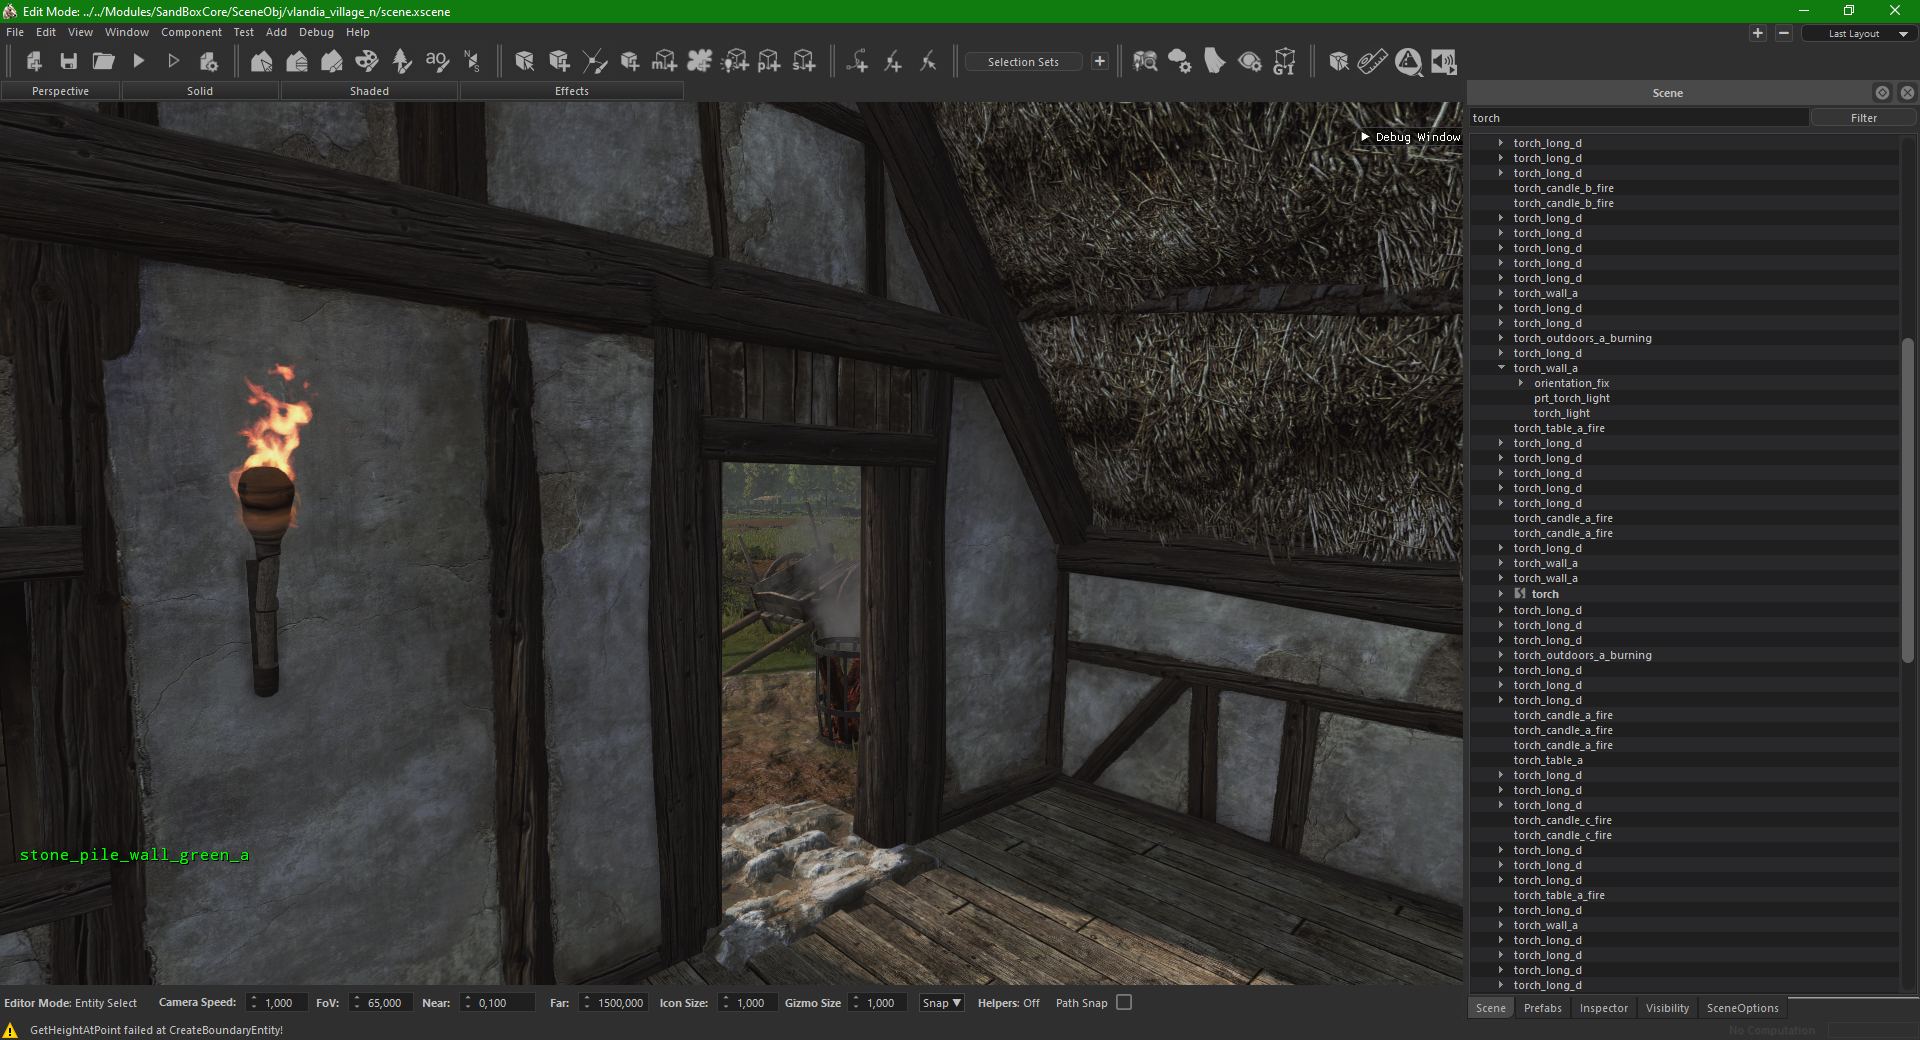 Edit Mode: ../../Modules/SandBoxCore/SceneObj/vlandia_village_n/scene.xscene
File Edit View Window Component Test Add Debug Help
Last Layout
Selection Sets
Perspective Solid Shaded Effects
Scene
torch Filter
Debug Window
torch_long_d
torch_long_d
torch_long_d
torch_candle_b_fire
torch_candle_b_fire
torch_long_d
torch_long_d
torch_long_d
torch_long_d
torch_long_d
torch_wall_a
torch_long_d
torch_long_d
torch_outdoors_a_burning
torch_long_d
torch_wall_a
orientation_fix
prt_torch_light
torch_light
torch_table_a_fire
torch_long_d
torch_long_d
torch_long_d
torch_long_d
torch_long_d
torch_candle_a_fire
torch_candle_a_fire
torch_long_d
torch_wall_a
torch_wall_a
torch
torch_long_d
torch_long_d
torch_long_d
torch_outdoors_a_burning
torch_long_d
torch_long_d
torch_long_d
torch_candle_a_fire
torch_candle_a_fire
torch_candle_a_fire
torch_table_a
torch_long_d
torch_long_d
torch_long_d
torch_candle_c_fire
torch_candle_c_fire
torch_long_d
torch_long_d
torch_long_d
torch_table_a_fire
torch_long_d
torch_wall_a
torch_long_d
torch_long_d
torch_long_d
torch_long_d
stone_pile_wall_green_a
Editor Mode: Entity Select Camera Speed: 1,000 FoV: 65,000 Near: 0,100 Far: 1500,000 Icon Size: 1,000 Gizmo Size 1,000 Snap Helpers: Off Path Snap
Scene Prefabs Inspector Visibility SceneOptions
GetHeightAtPoint failed at CreateBoundaryEntity!
No Computation